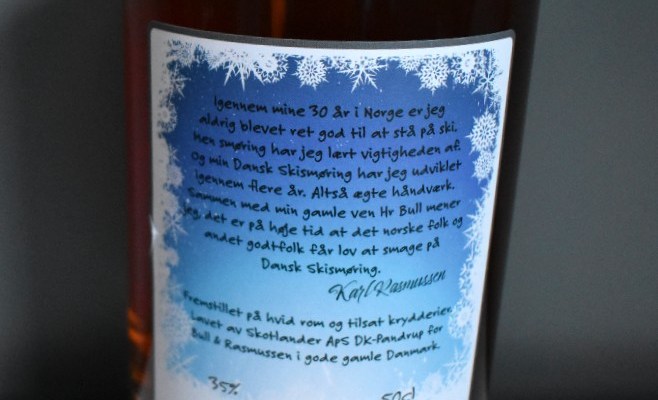 Igennem mine 30 år i Norge er jeg
aldrig blevet ret god til at stå på ski,
men smøring har jeg lært vigtigheden af.
Og min Dansk Skismøring har jeg udviklet
igennem flere år. Altså ægte håndværk.
Sammen med min gamle ven Hr Bull mener
jeg, det er på høje tid at det norske folk og
andet godtfolk får lov at smage på
Dansk Skismøring.
Karl Rasmussen
Fremstillet på hvid rom og tilsat krydderier.
Lavet av Skotlander ApS DK-Pandrup for
Bull & Rasmussen i gode gamle Danmark.
35% 50cl